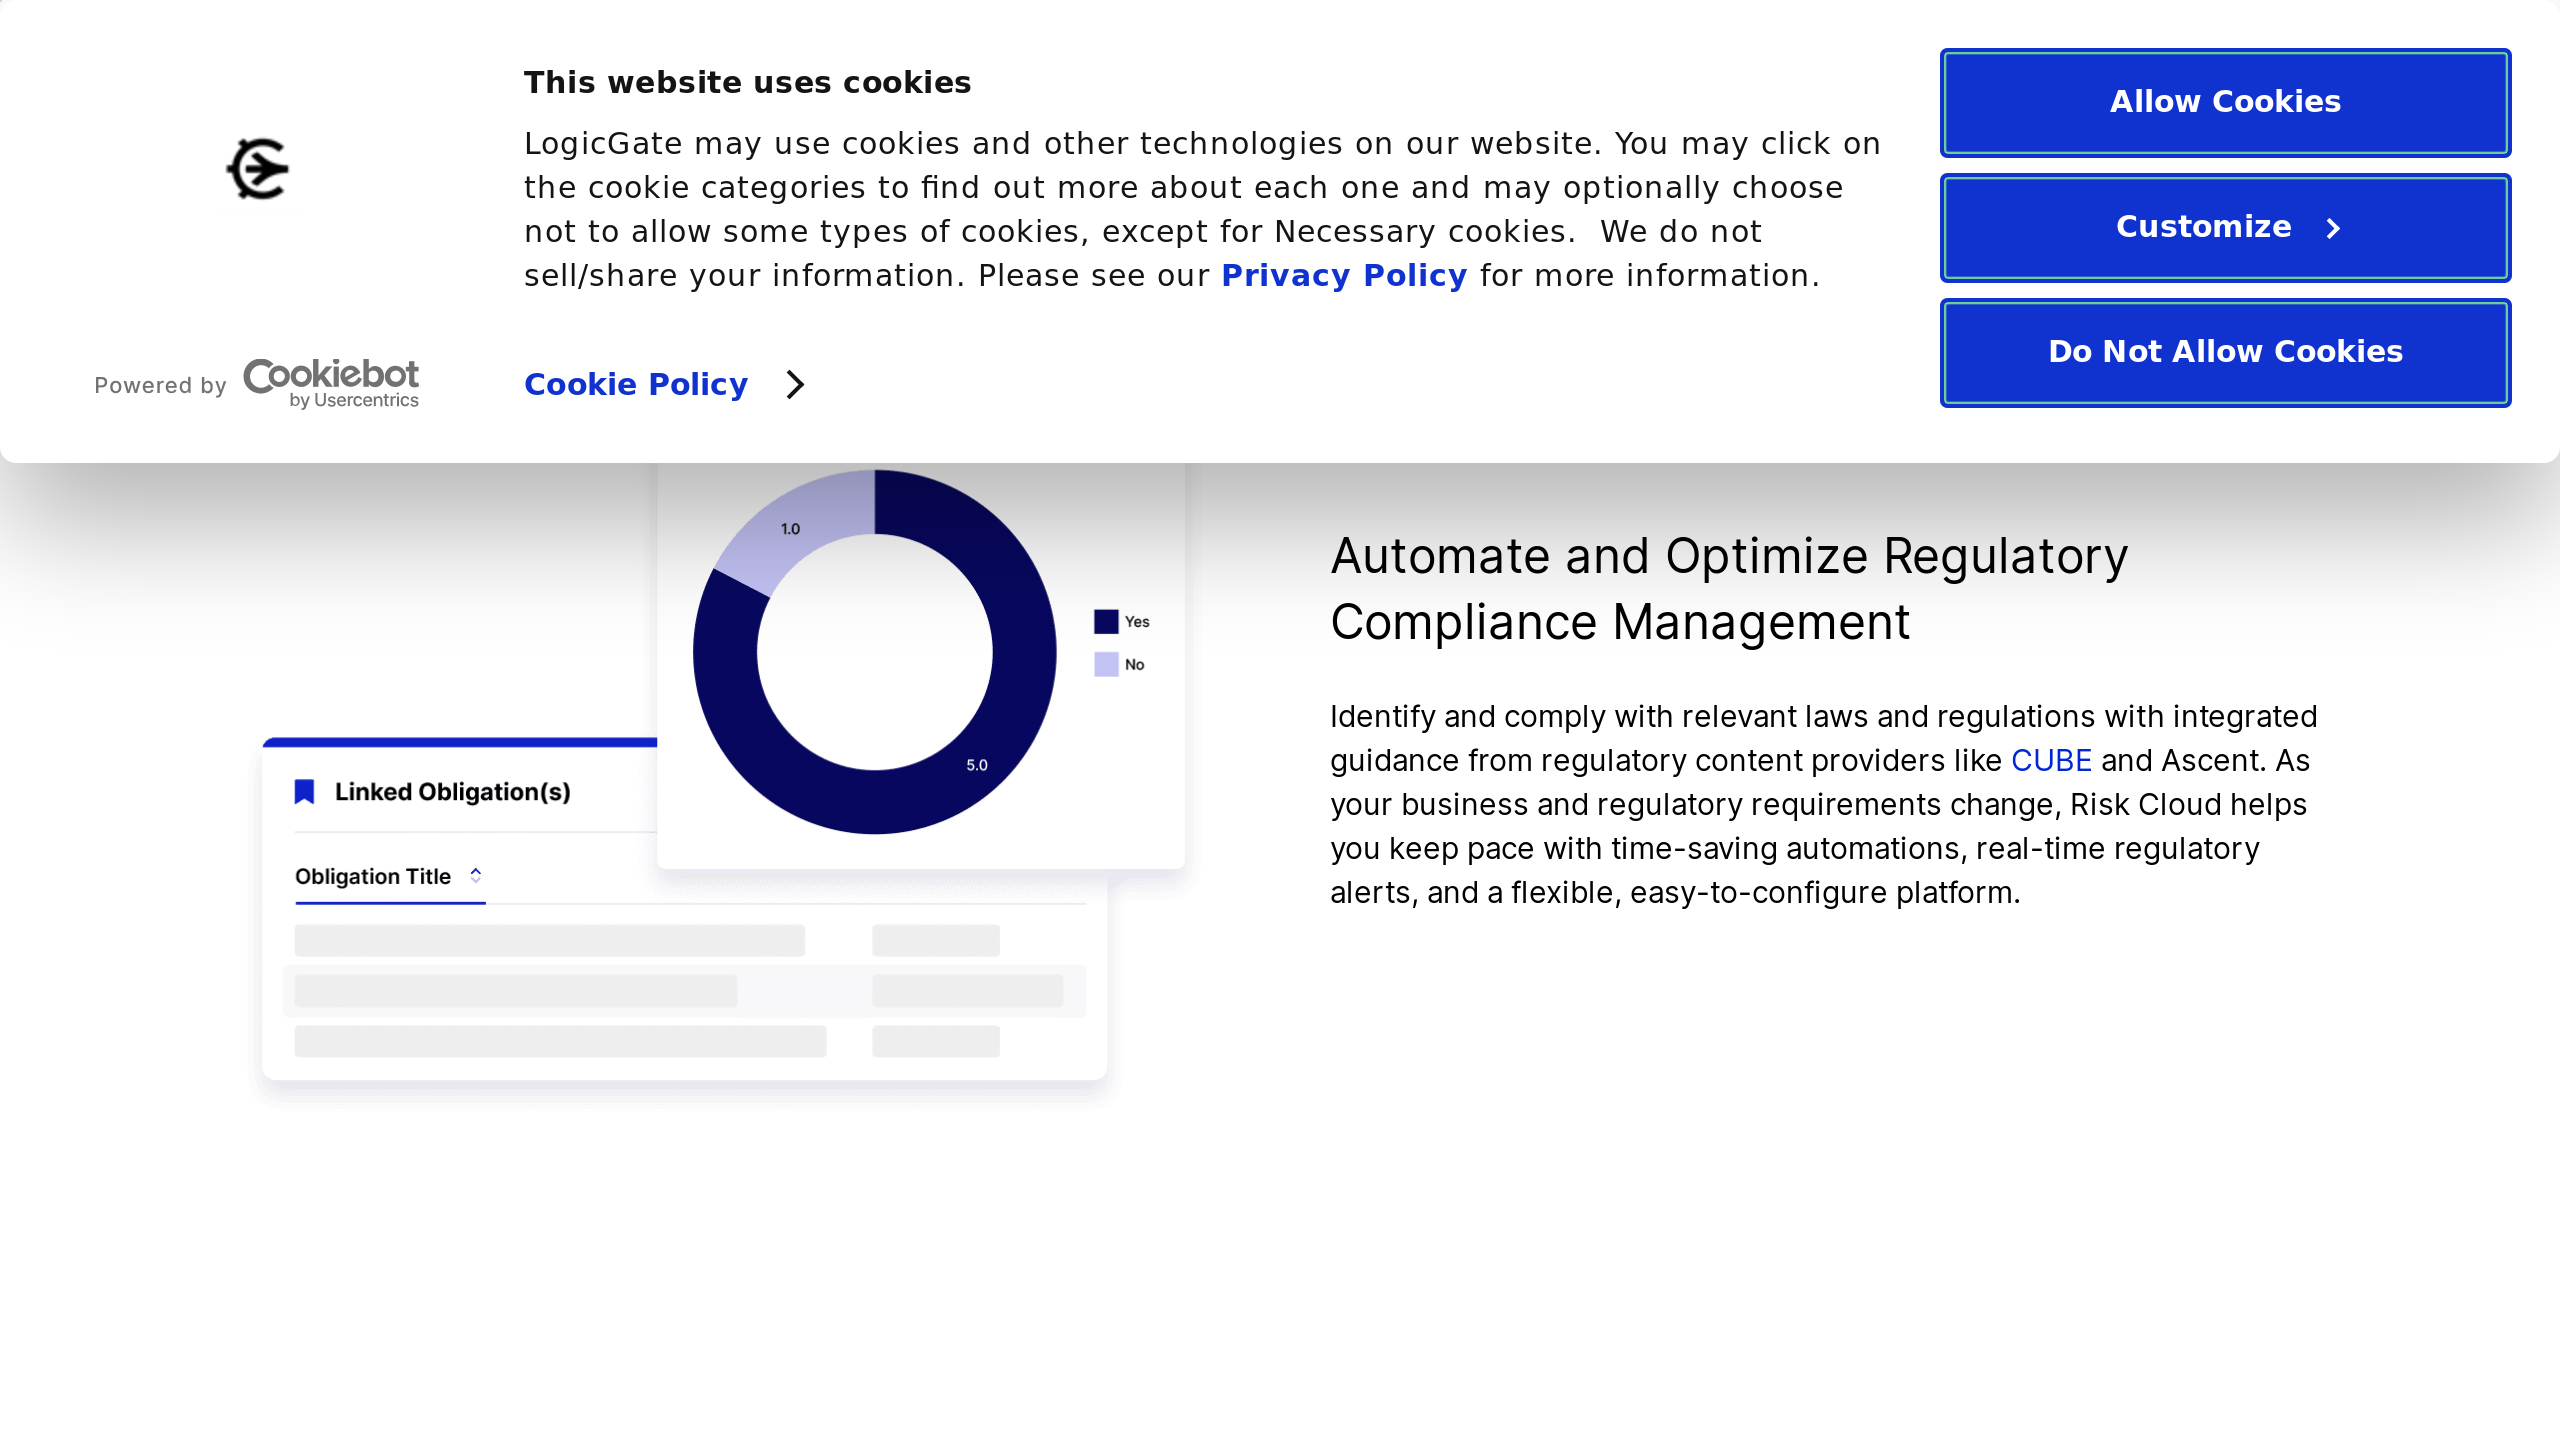 This website uses cookies
LogicGate may use cookies and other technologies on our website. You may click on
the cookie categories to find out more about each one and may optionally choose
not to allow some types of cookies, except for Necessary cookies.  We do not
sell/share your information. Please see our Privacy Policy for more information.
Powered by Cookiebot
by Usercentrics
Cookie Policy
Allow Cookies
Customize
Do Not Allow Cookies
1.0
5.0
Yes
No
Linked Obligation(s)
Obligation Title
Automate and Optimize Regulatory
Compliance Management
Identify and comply with relevant laws and regulations with integrated
guidance from regulatory content providers like CUBE and Ascent. As
your business and regulatory requirements change, Risk Cloud helps
you keep pace with time-saving automations, real-time regulatory
alerts, and a flexible, easy-to-configure platform.